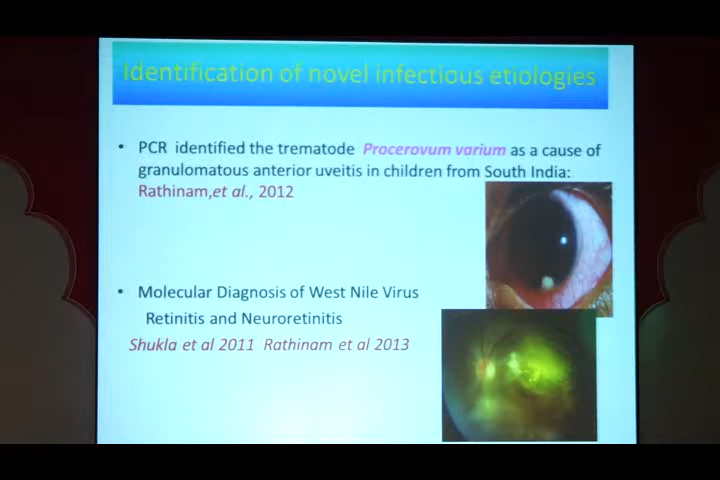 Identification of novel infectious etiologies
• PCR identified the trematode Procerovum varium as a cause of
granulomatous anterior uveitis in children from South India:
Rathinam,et al., 2012
• Molecular Diagnosis of West Nile Virus
Retinitis and Neuroretinitis
Shukla et al 2011 Rathinam et al 2013